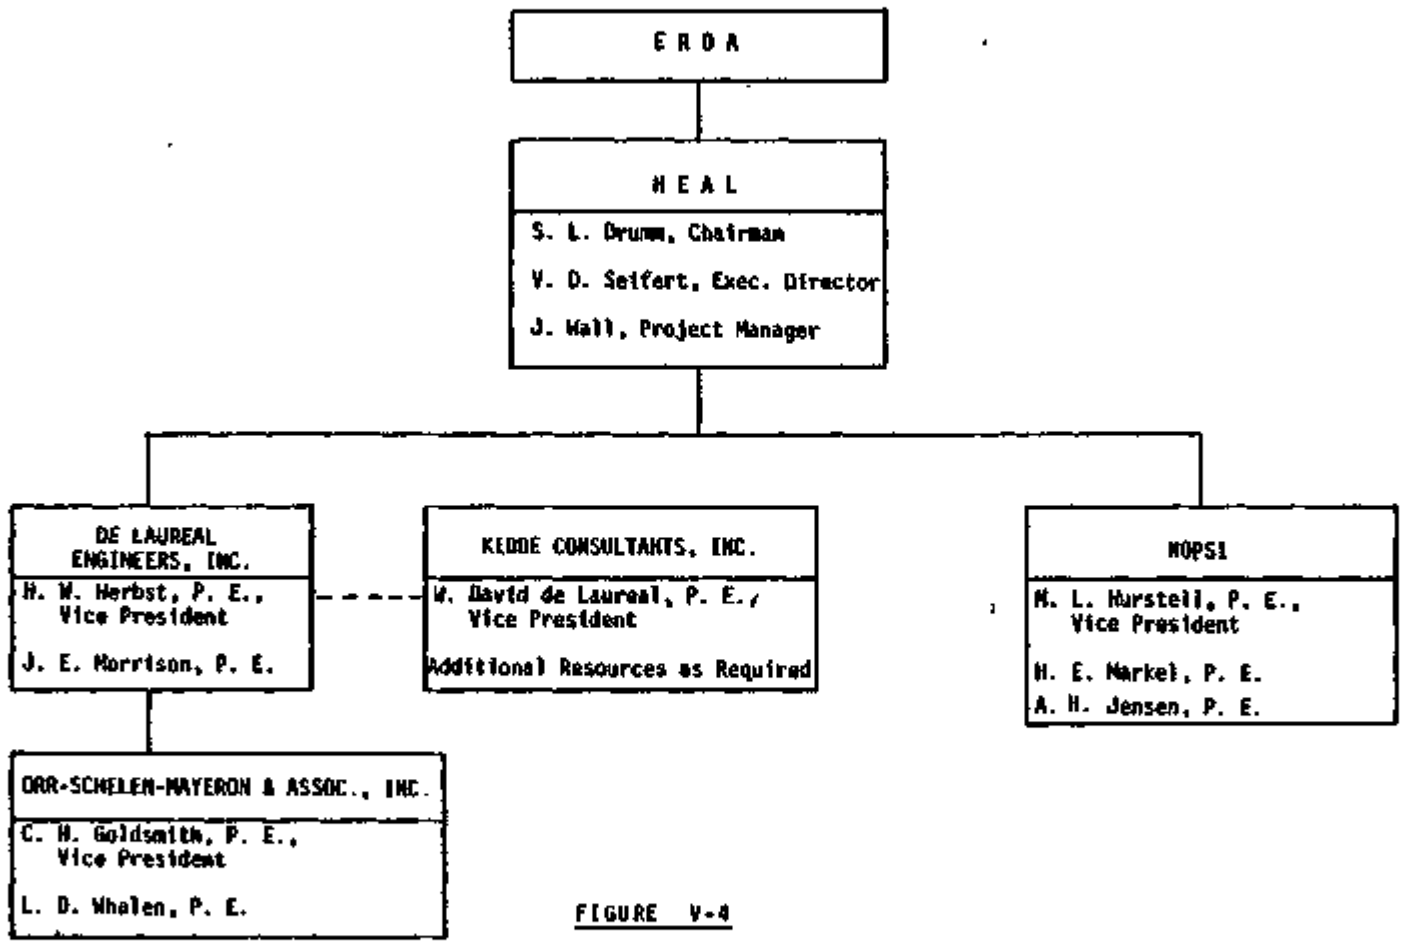 E R D A
H E A L
S. L. Drumm, Chairman
V. D. Seifert, Exec. Director
J. Wall, Project Manager
DE LAUREAL
ENGINEERS, INC.
H. W. Herbst, P. E.,
Vice President
J. E. Morrison, P. E.
KIDDE CONSULTANTS, INC.
W. David de Laureal, P. E.,
Vice President
Additional Resources as Required
NOPSI
M. L. Hurstell, P. E.,
Vice President
H. E. Markel, P. E.
A. H. Jensen, P. E.
ORR-SCHELEN-MAYERON & ASSOC., INC.
C. H. Goldsmith, P. E.,
Vice President
L. D. Whalen, P. E.
FIGURE V-4